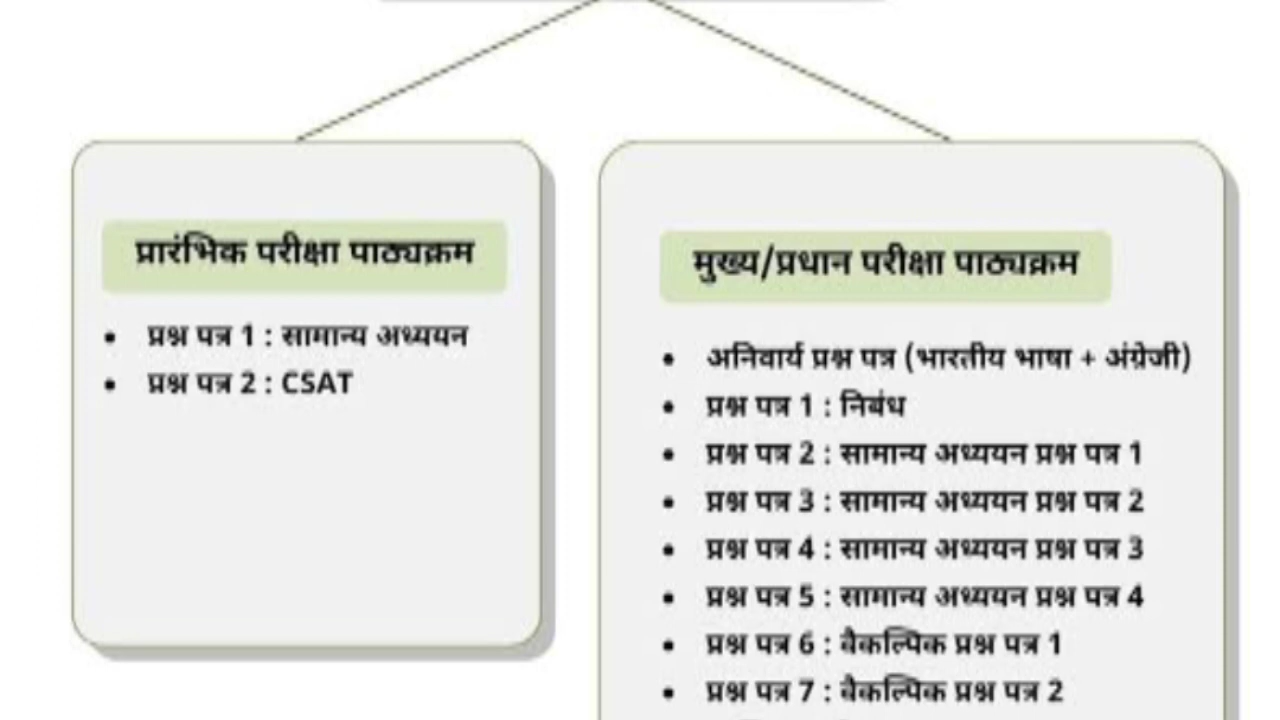 प्रारंभिक परीक्षा पाठ्यक्रम
• प्रश्न पत्र 1 : सामान्य अध्ययन
• प्रश्न पत्र 2 : CSAT
मुख्य/प्रधान परीक्षा पाठ्यक्रम
• अनिवार्य प्रश्न पत्र (भारतीय भाषा + अंग्रेजी)
• प्रश्न पत्र 1 : निबंध
• प्रश्न पत्र 2 : सामान्य अध्ययन प्रश्न पत्र 1
• प्रश्न पत्र 3 : सामान्य अध्ययन प्रश्न पत्र 2
• प्रश्न पत्र 4 : सामान्य अध्ययन प्रश्न पत्र 3
• प्रश्न पत्र 5 : सामान्य अध्ययन प्रश्न पत्र 4
• प्रश्न पत्र 6 : वैकल्पिक प्रश्न पत्र 1
• प्रश्न पत्र 7 : वैकल्पिक प्रश्न पत्र 2